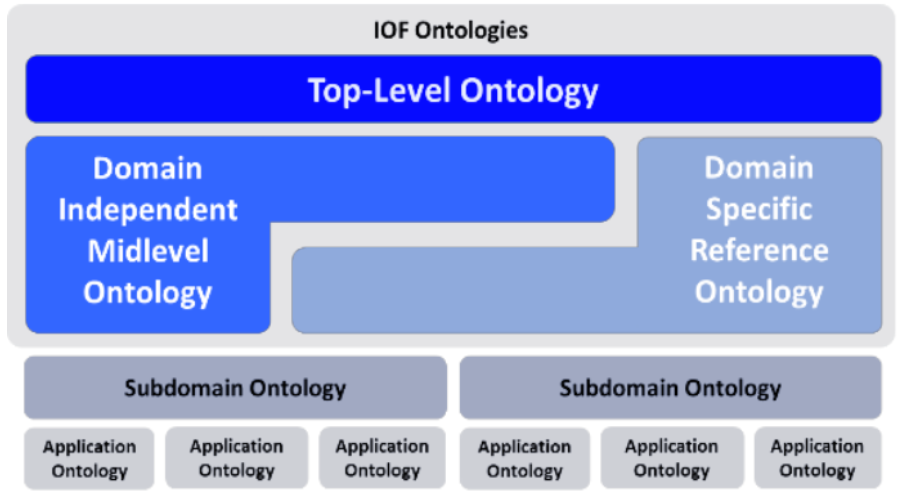 IOF Ontologies
Top-Level Ontology
Domain
Independent
Midlevel
Ontology
Domain
Specific
Reference
Ontology
Subdomain Ontology
Subdomain Ontology
Application
Ontology
Application
Ontology
Application
Ontology
Application
Ontology
Application
Ontology
Application
Ontology